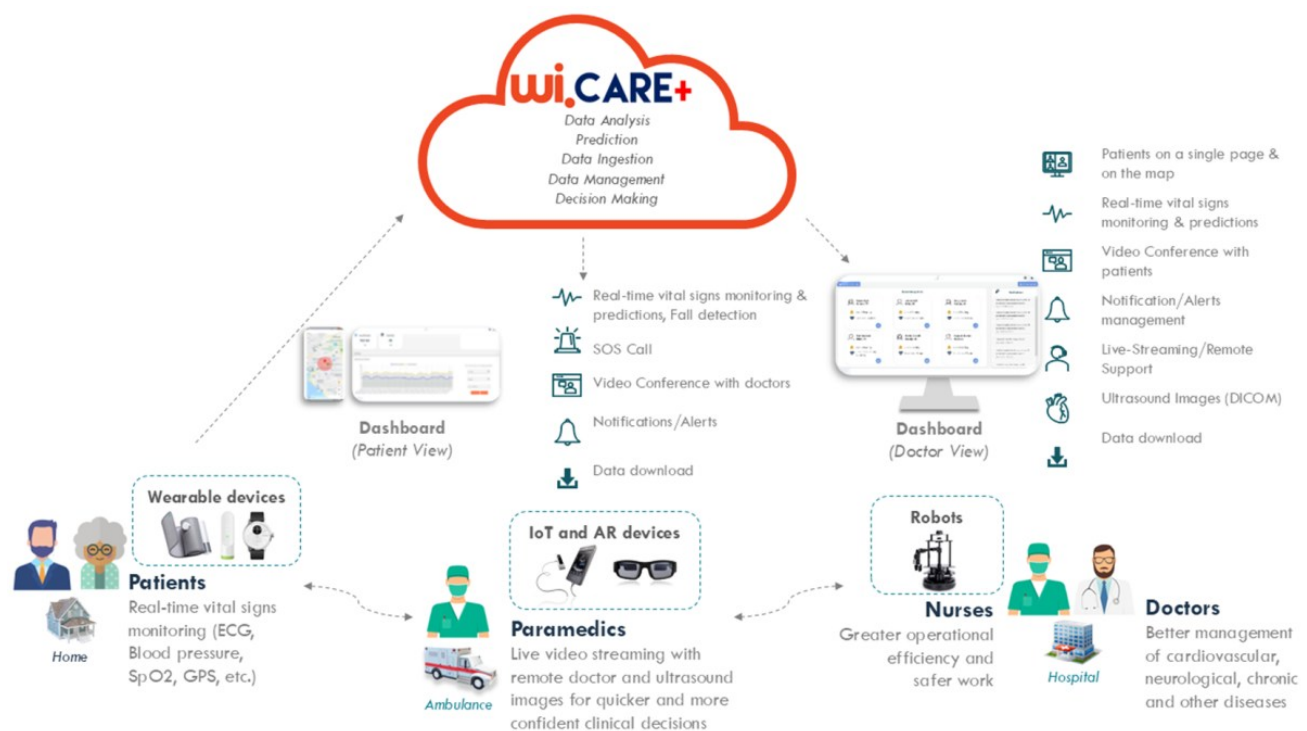 wi.CARE+
Data Analysis
Prediction
Data Ingestion
Data Management
Decision Making
Real-time vital signs monitoring &
predictions, Fall detection
SOS Call
Video Conference with doctors
Notifications/Alerts
Data download
Dashboard
(Patient View)
Dashboard
(Doctor View)
Patients on a single page &
on the map
Real-time vital signs
monitoring & predictions
Video Conference with
patients
Notification/Alerts
management
Live-Streaming/Remote
Support
Ultrasound Images (DICOM)
Data download
Wearable devices
Patients
Real-time vital signs
monitoring (ECG,
Blood pressure,
SpO2, GPS, etc.)
Home
IoT and AR devices
Paramedics
Live video streaming with
remote doctor and ultrasound
images for quicker and more
confident clinical decisions
Ambulance
Robots
Nurses
Greater operational
efficiency and
safer work
Hospital
Doctors
Better management
of cardiovascular,
neurological, chronic
and other diseases